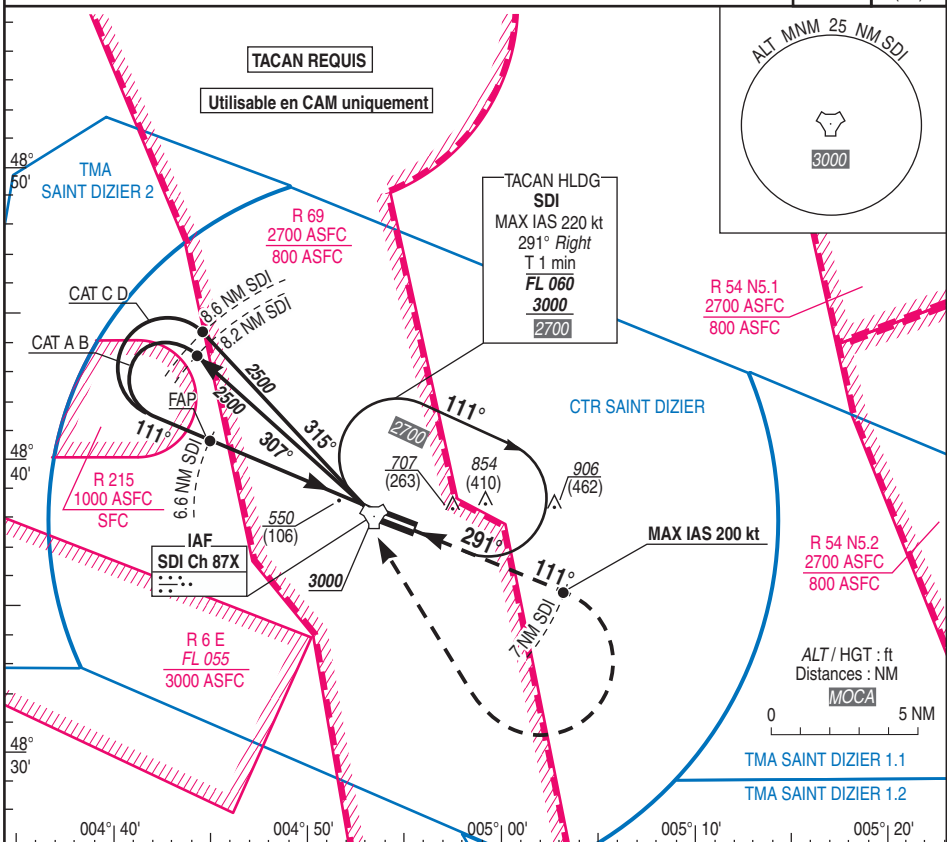 TACAN REQUIS
Utilisable en CAM uniquement
ALT MNM 25 NM SDI
3000
48°
50'
TMA
SAINT DIZIER 2
R 69
2700 ASFC
800 ASFC
TACAN HLDG
SDI
MAX IAS 220 kt
291° Right
T 1 min
FL 060
3000
2700
R 54 N5.1
2700 ASFC
800 ASFC
CAT C D
8.6 NM SDI
8.2 NM SDI
CAT A B
2500
2500
FAP
111°
307°
315°
111°
2700
CTR SAINT DIZIER
48°
40'
R 215
1000 ASFC
SFC
6.6 NM SDI
707
(263)
854
(410)
906
(462)
550
(106)
IAF
SDI Ch 87X
3000
291°
111°
MAX IAS 200 kt
7 NM SDI
R 54 N5.2
2700 ASFC
800 ASFC
R 6 E
FL 055
3000 ASFC
ALT / HGT : ft
Distances : NM
MOCA
0 5 NM
48°
30'
TMA SAINT DIZIER 1.1
TMA SAINT DIZIER 1.2
004° 40' 004° 50' 005° 00' 005° 10' 005° 20'